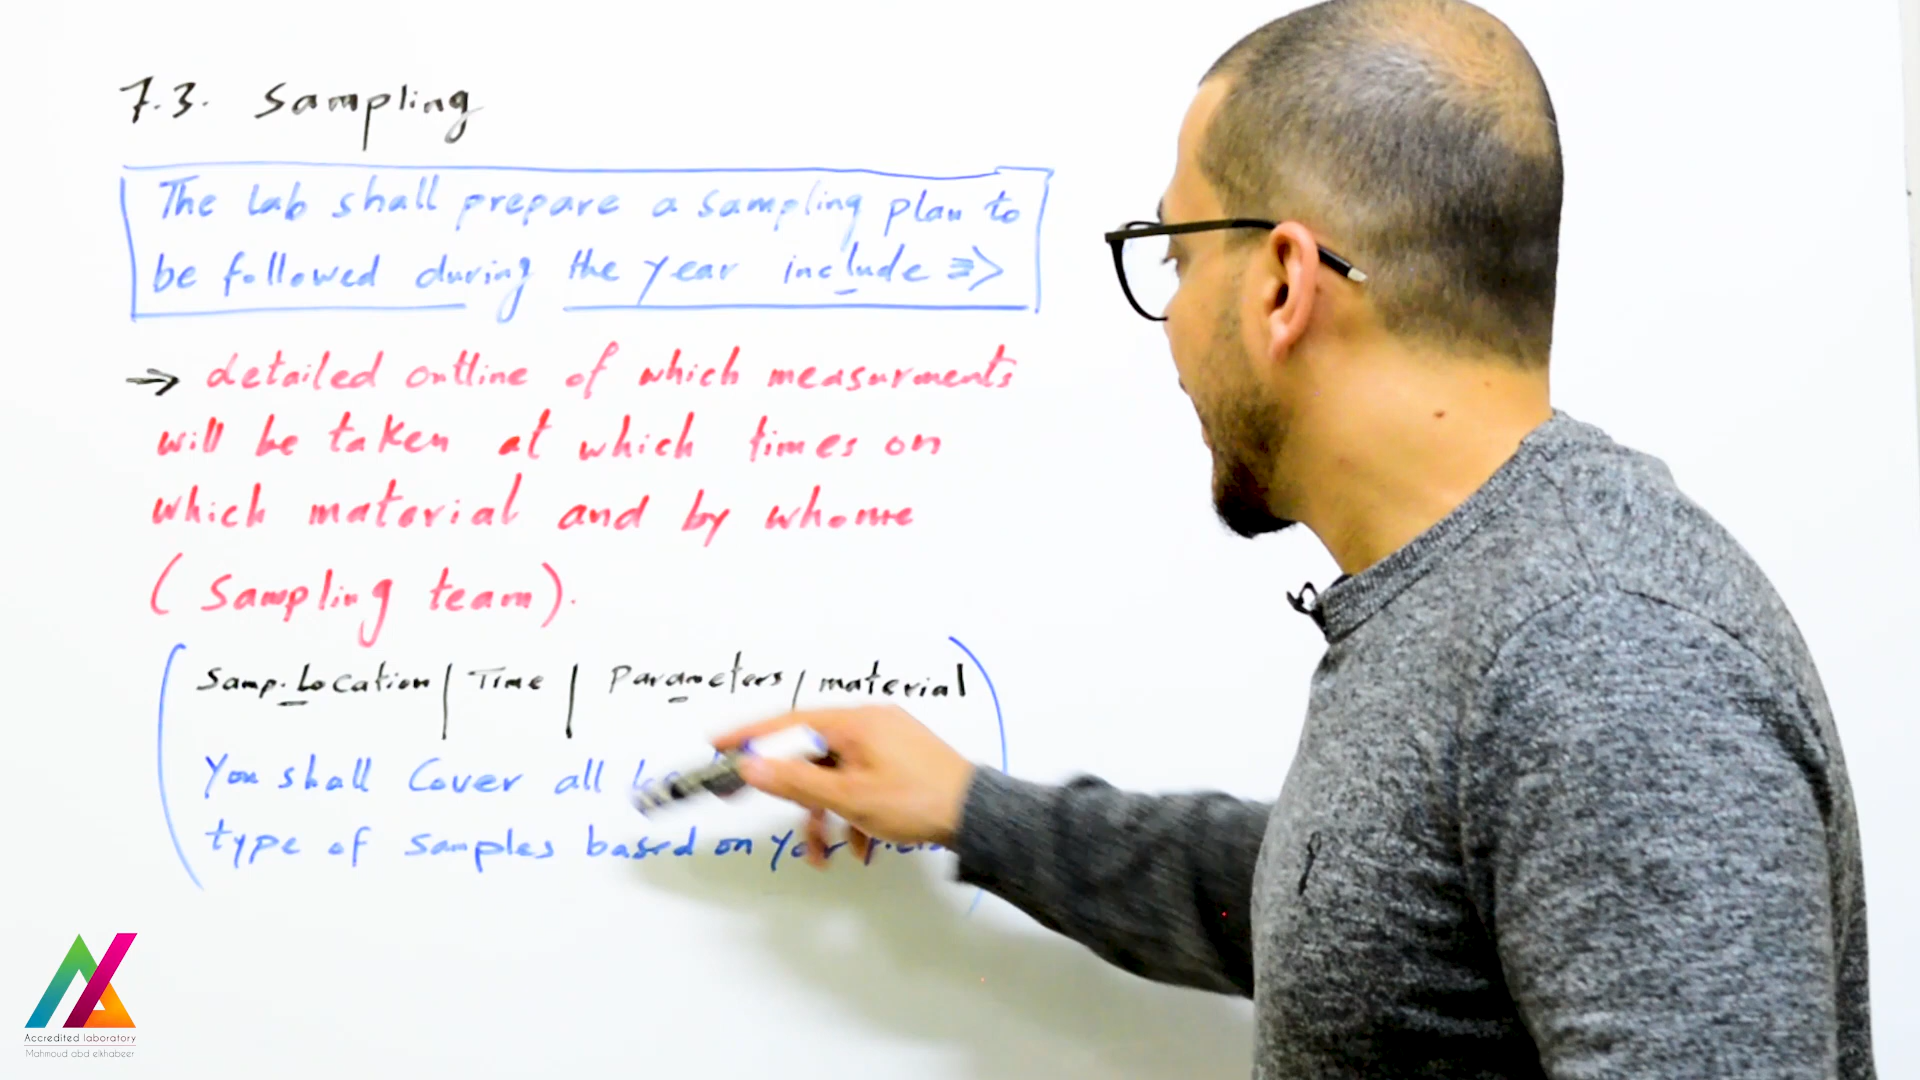 7.3. Sampling
The lab shall prepare a sampling plan to
be followed during the year include ≡>
→ detailed outline of which measurments
will be taken at which times on
which material and by whome
(Sampling team).
Samp. Location | Time | Parameters / material
You shall Cover all
type of samples based on
Accredited laboratory
Mahmoud abd elkhabeer